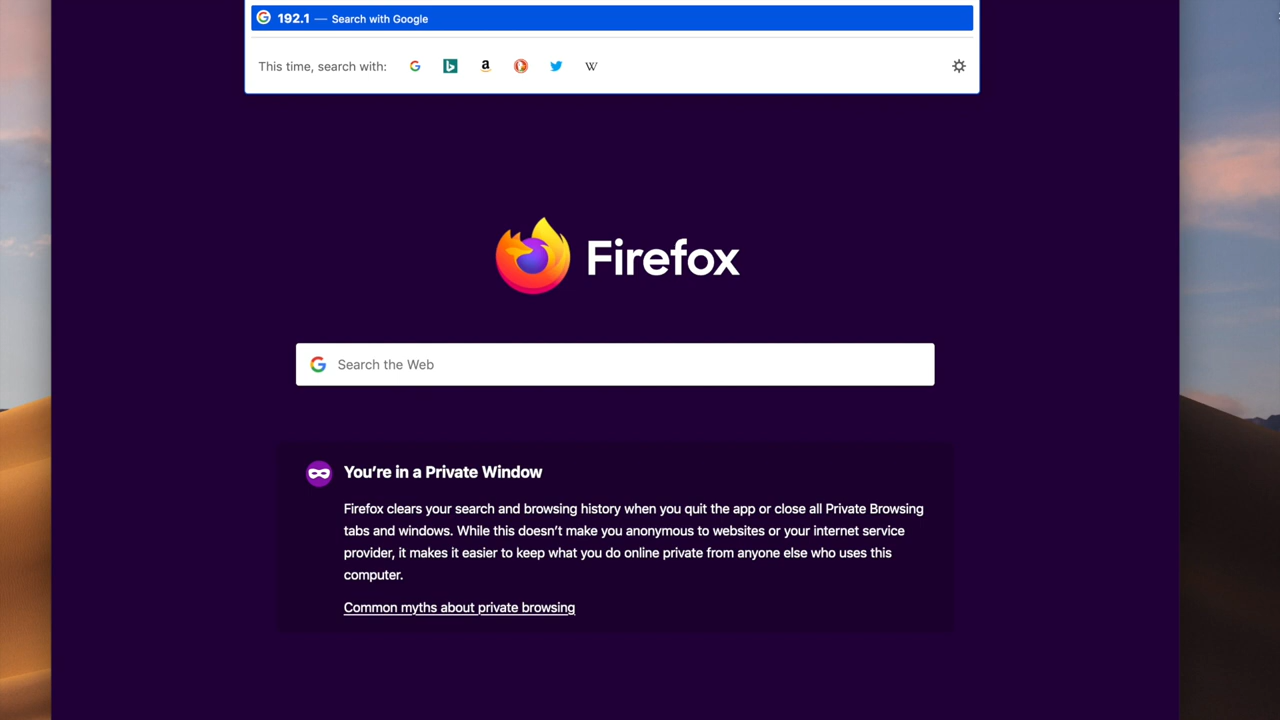 192.1 — Search with Google
This time, search with:
Firefox
Search the Web
You're in a Private Window
Firefox clears your search and browsing history when you quit the app or close all Private Browsing
tabs and windows. While this doesn't make you anonymous to websites or your internet service
provider, it makes it easier to keep what you do online private from anyone else who uses this
computer.
Common myths about private browsing